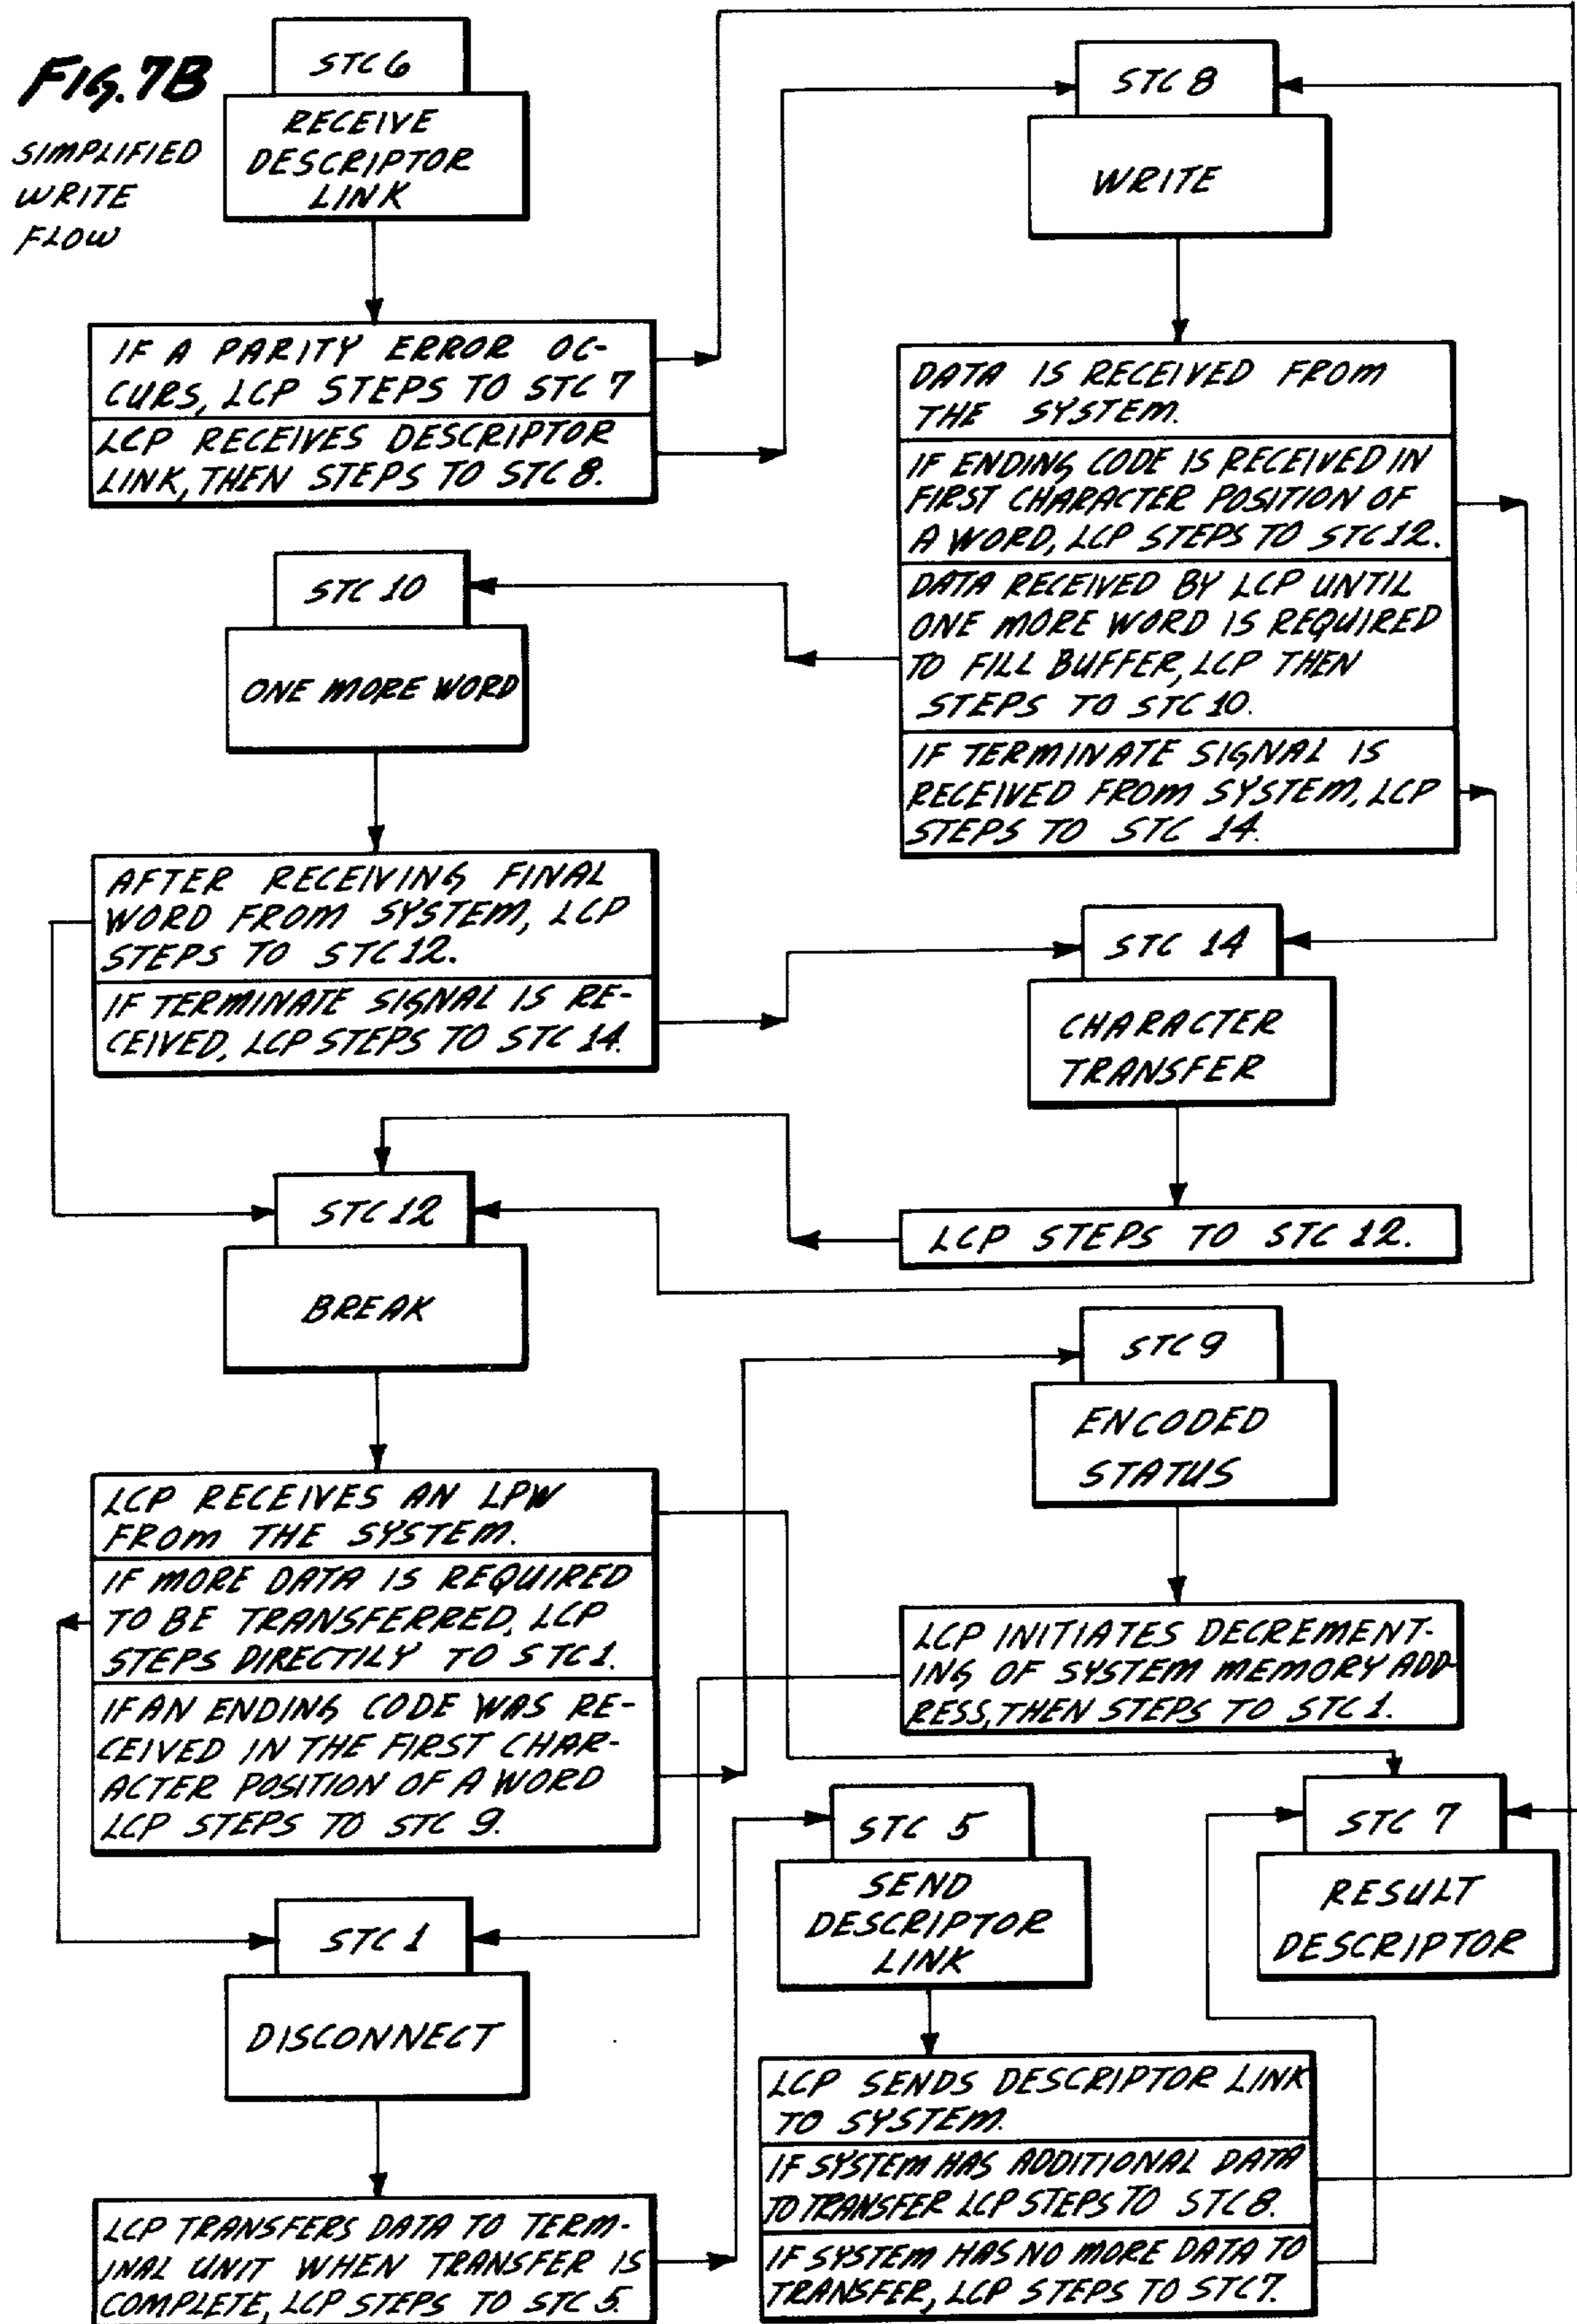 FIG. 7B
SIMPLIFIED
WRITE
FLOW
STC 6
RECEIVE
DESCRIPTOR
LINK
IF A PARITY ERROR OC-
CURS, LCP STEPS TO STC 7
LCP RECEIVES DESCRIPTOR
LINK, THEN STEPS TO STC 8.
STC 8
WRITE
DATA IS RECEIVED FROM
THE SYSTEM.
IF ENDING CODE IS RECEIVED IN
FIRST CHARACTER POSITION OF
A WORD, LCP STEPS TO STC 12.
DATA RECEIVED BY LCP UNTIL
ONE MORE WORD IS REQUIRED
TO FILL BUFFER, LCP THEN
STEPS TO STC 10.
IF TERMINATE SIGNAL IS
RECEIVED FROM SYSTEM, LCP
STEPS TO STC 14.
STC 10
ONE MORE WORD
AFTER RECEIVING FINAL
WORD FROM SYSTEM, LCP
STEPS TO STC 12.
IF TERMINATE SIGNAL IS RE-
CEIVED, LCP STEPS TO STC 14.
STC 14
CHARACTER
TRANSFER
LCP STEPS TO STC 12.
STC 12
BREAK
LCP RECEIVES AN LPW
FROM THE SYSTEM.
IF MORE DATA IS REQUIRED
TO BE TRANSFERRED, LCP
STEPS DIRECTILY TO STC 1.
IF AN ENDING CODE WAS RE-
CEIVED IN THE FIRST CHAR-
ACTER POSITION OF A WORD
LCP STEPS TO STC 9.
STC 9
ENCODED
STATUS
LCP INITIATES DECREMENT-
ING OF SYSTEM MEMORY ADD-
RESS, THEN STEPS TO STC 1.
STC 1
DISCONNECT
LCP TRANSFERS DATA TO TERM-
INAL UNIT WHEN TRANSFER IS
COMPLETE, LCP STEPS TO STC 5.
STC 5
SEND
DESCRIPTOR
LINK
LCP SENDS DESCRIPTOR LINK
TO SYSTEM.
IF SYSTEM HAS ADDITIONAL DATA
TO TRANSFER LCP STEPS TO STC 8.
IF SYSTEM HAS NO MORE DATA TO
TRANSFER, LCP STEPS TO STC 7.
STC 7
RESULT
DESCRIPTOR